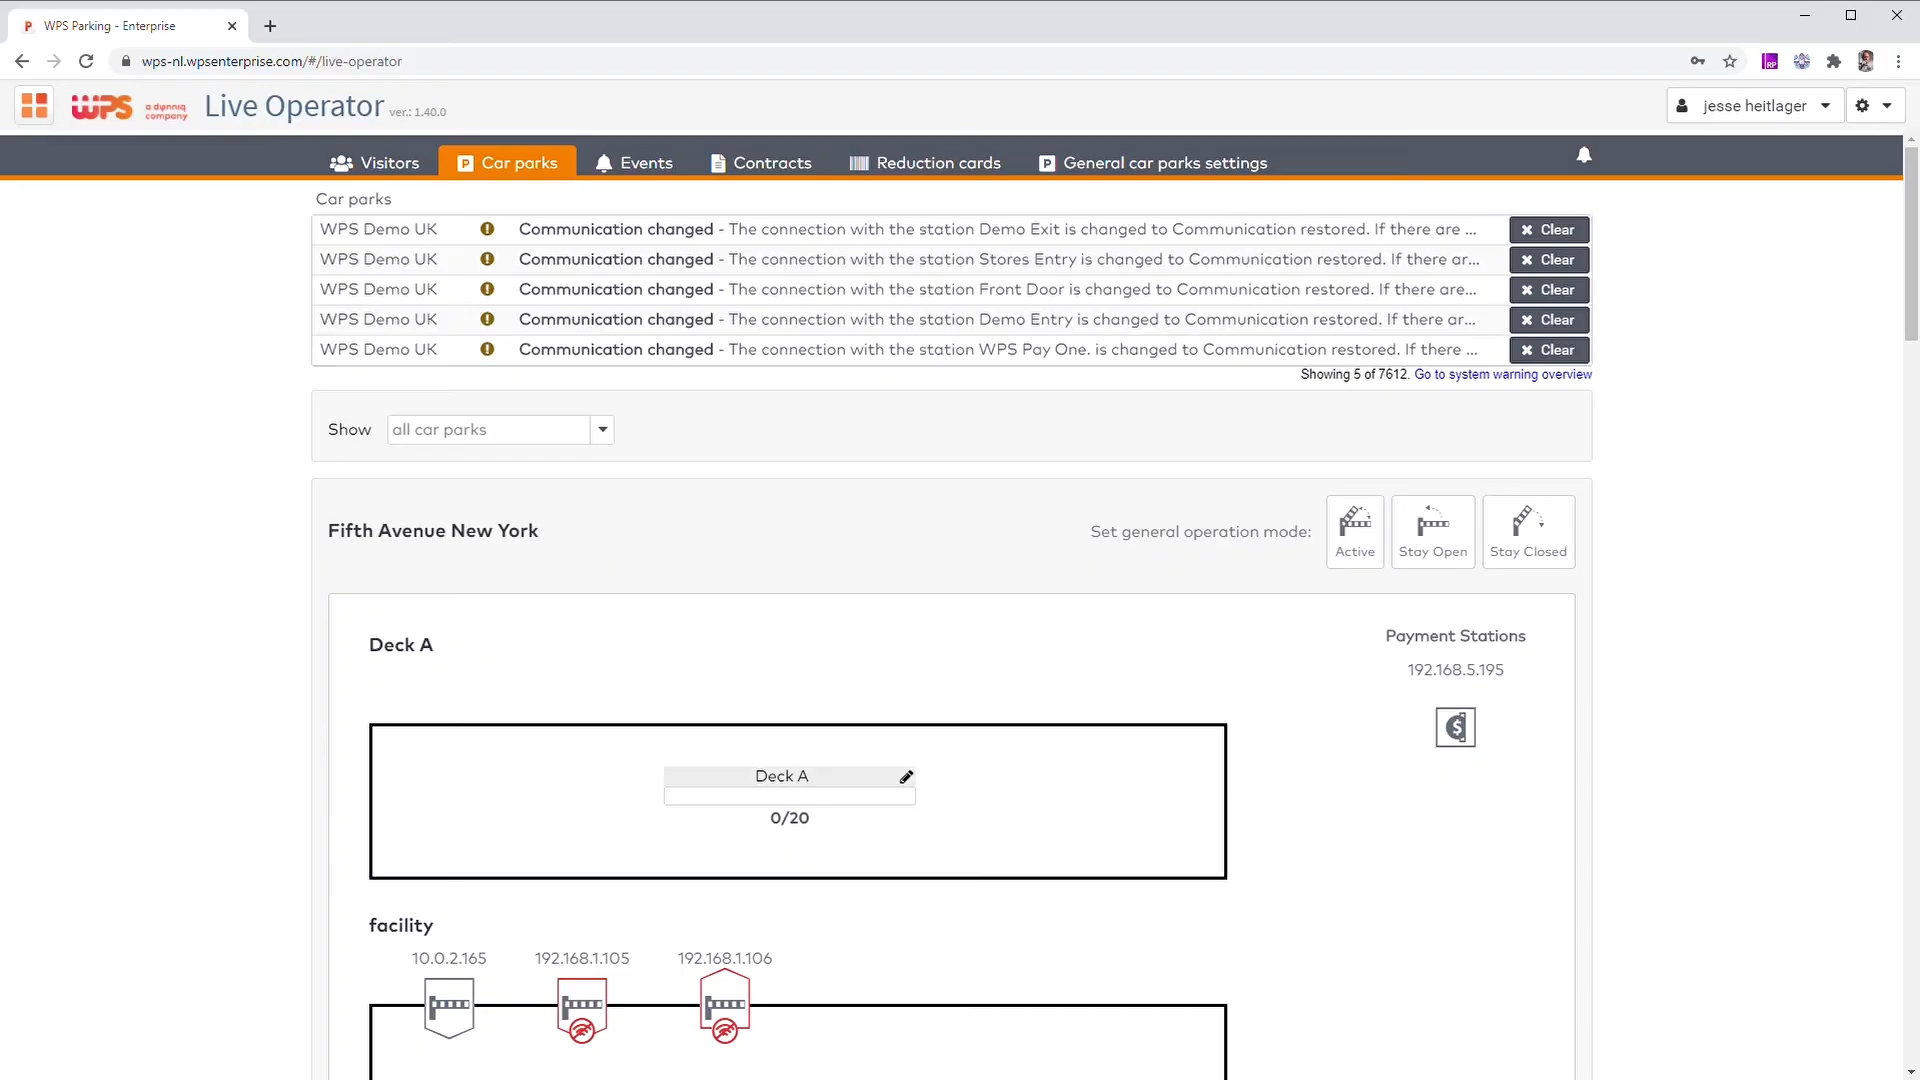 WPS Parking - Enterprise
wps-nl.wpsenterprise.com/#/live-operator
WPS a dynniq company Live Operator ver.: 1.40.0 jesse heitlager
Visitors Car parks Events Contracts Reduction cards General car parks settings
Car parks
WPS Demo UK Communication changed - The connection with the station Demo Exit is changed to Communication restored. If there are ... Clear
WPS Demo UK Communication changed - The connection with the station Stores Entry is changed to Communication restored. If there ar... Clear
WPS Demo UK Communication changed - The connection with the station Front Door is changed to Communication restored. If there are... Clear
WPS Demo UK Communication changed - The connection with the station Demo Entry is changed to Communication restored. If there ar... Clear
WPS Demo UK Communication changed - The connection with the station WPS Pay One. is changed to Communication restored. If there ... Clear
Showing 5 of 7612. Go to system warning overview
Show all car parks
Fifth Avenue New York Set general operation mode: Active Stay Open Stay Closed
Deck A
Payment Stations
192.168.5.195
Deck A
0/20
facility
10.0.2.165 192.168.1.105 192.168.1.106